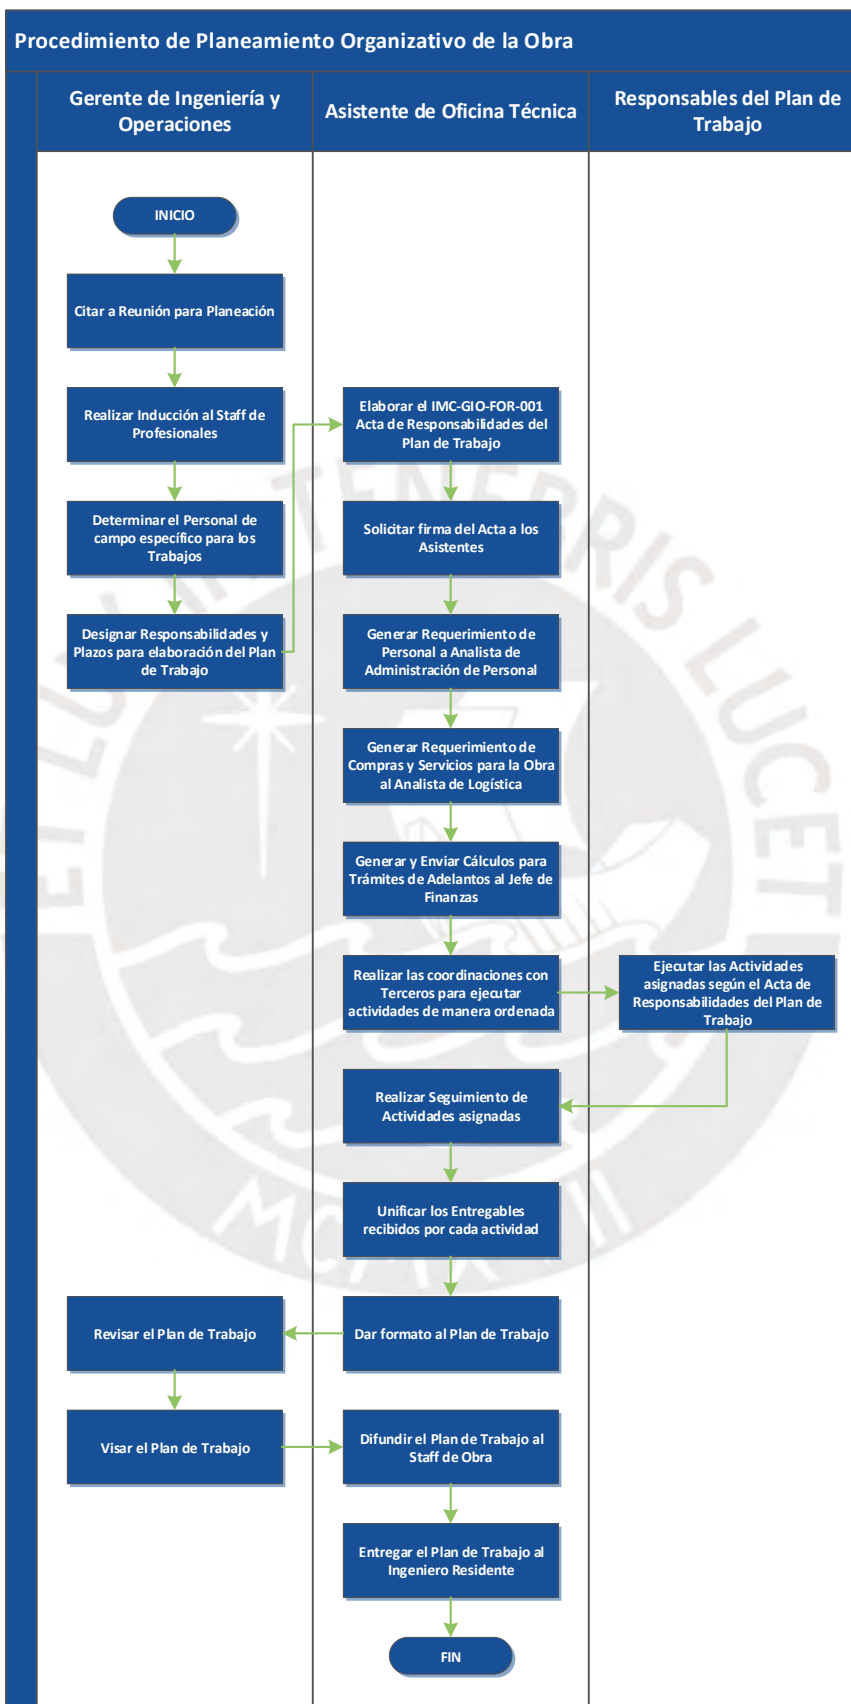 Procedimiento de Planeamiento Organizativo de la Obra
Gerente de Ingeniería y
Operaciones
Asistente de Oficina Técnica
Responsables del Plan de
Trabajo
INICIO
Citar a Reunión para Planeación
Realizar Inducción al Staff de
Profesionales
Determinar el Personal de
campo específico para los
Trabajos
Designar Responsabilidades y
Plazos para elaboración del Plan
de Trabajo
Elaborar el IMC-GIO-FOR-001
Acta de Responsabilidades del
Plan de Trabajo
Solicitar firma del Acta a los
Asistentes
Generar Requerimiento de
Personal a Analista de
Administración de Personal
Generar Requerimiento de
Compras y Servicios para la Obra
al Analista de Logística
Generar y Enviar Cálculos para
Trámites de Adelantos al Jefe de
Finanzas
Realizar las coordinaciones con
Terceros para ejecutar
actividades de manera ordenada
Ejecutar las Actividades
asignadas según el Acta de
Responsabilidades del Plan de
Trabajo
Realizar Seguimiento de
Actividades asignadas
Unificar los Entregables
recibidos por cada actividad
Dar formato al Plan de Trabajo
Revisar el Plan de Trabajo
Visar el Plan de Trabajo
Difundir el Plan de Trabajo al
Staff de Obra
Entregar el Plan de Trabajo al
Ingeniero Residente
FIN
ET LUX IN TENEBRIS LUCET